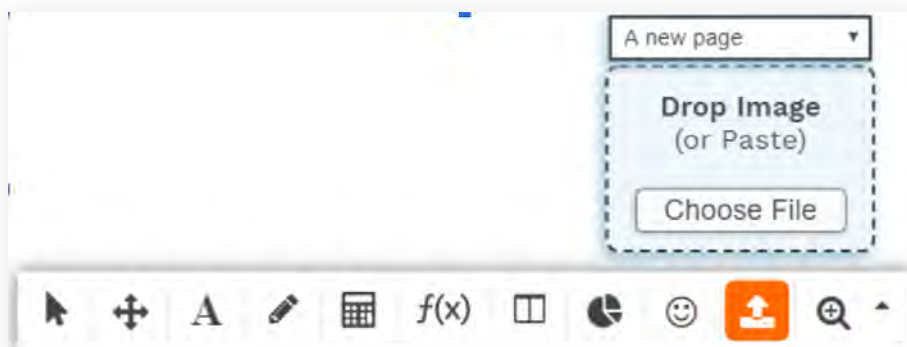 A new page
Drop Image
(or Paste)
Choose File
A f(x)